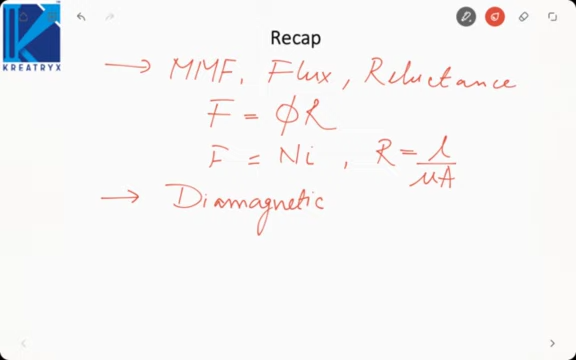 KREATRYX
Recap
→ MMF, Flux, Reluctance
F = ϕR
F = Ni , R = l/μA
→ Diamagnetic